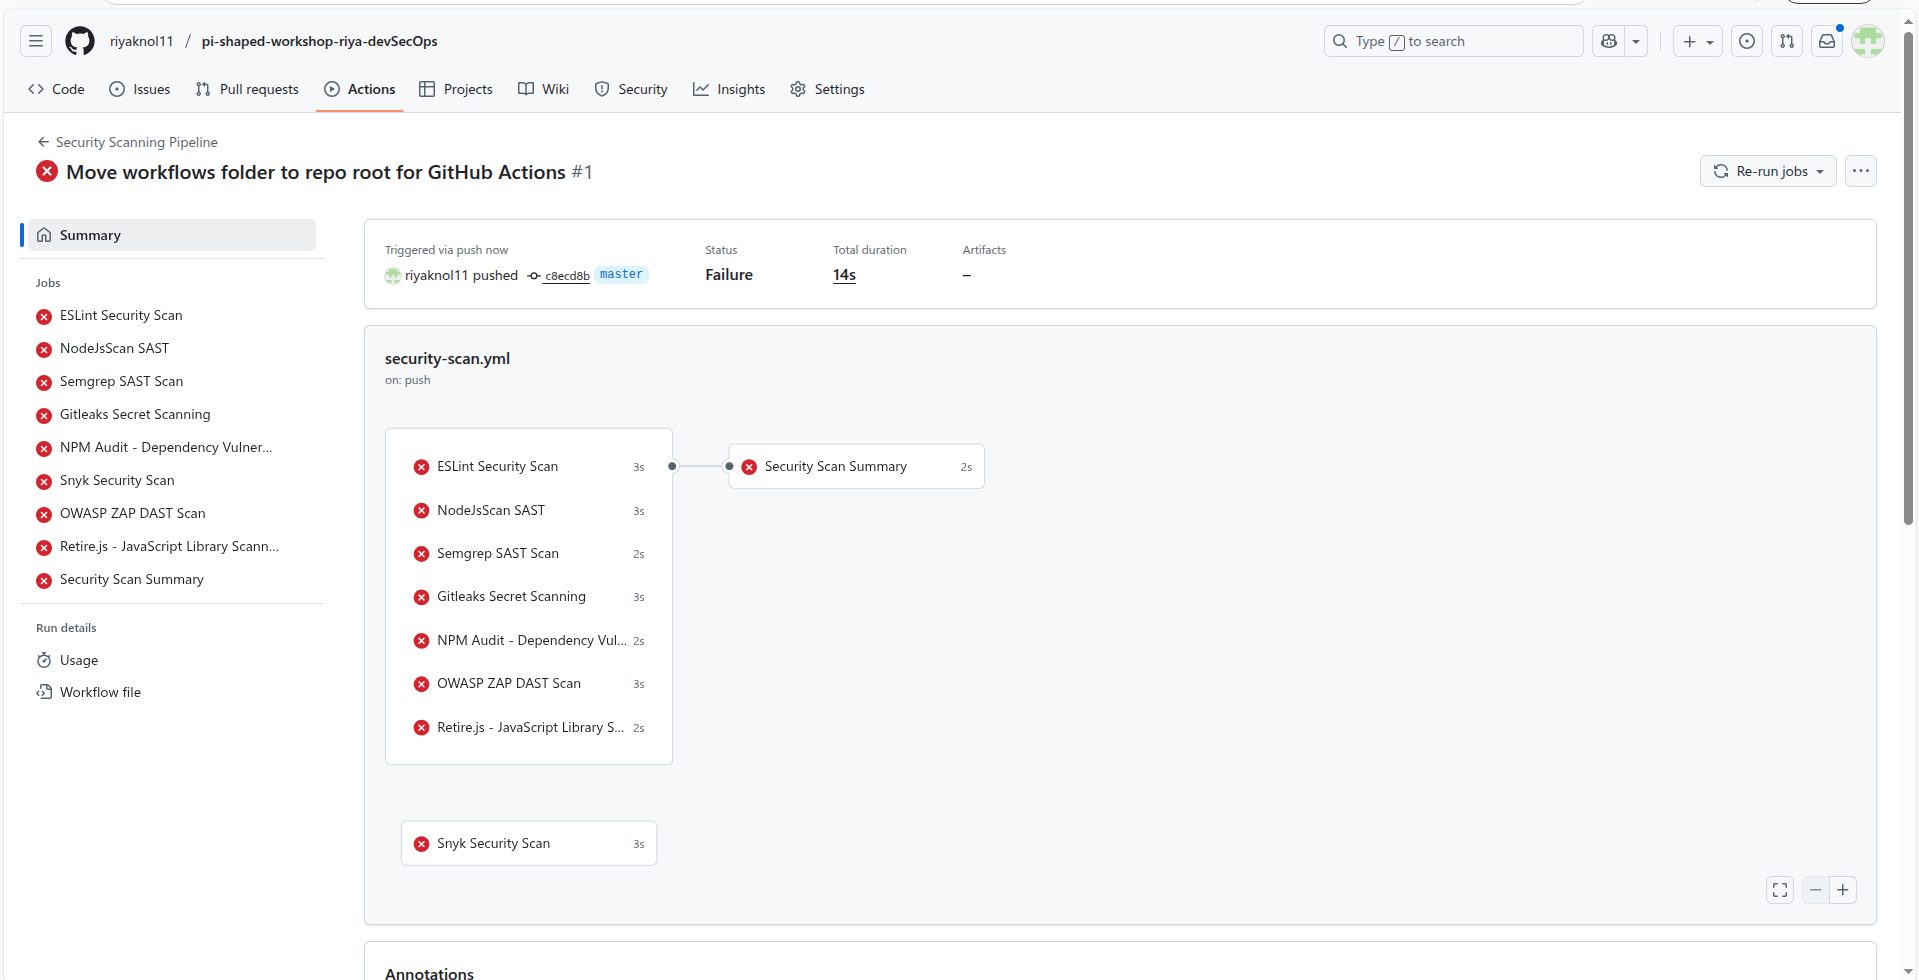 riyaknol11 / pi-shaped-workshop-riya-devSecOps
Type / to search
Code Issues Pull requests Actions Projects Wiki Security Insights Settings
Security Scanning Pipeline
Move workflows folder to repo root for GitHub Actions #1
Re-run jobs
Summary
Jobs
ESLint Security Scan
NodeJsScan SAST
Semgrep SAST Scan
Gitleaks Secret Scanning
NPM Audit - Dependency Vulner...
Snyk Security Scan
OWASP ZAP DAST Scan
Retire.js - JavaScript Library Scann...
Security Scan Summary
Run details
Usage
Workflow file
Triggered via push now
riyaknol11 pushed c8ecd8b master
Status
Failure
Total duration
14s
Artifacts
–
security-scan.yml
on: push
ESLint Security Scan 3s
NodeJsScan SAST 3s
Semgrep SAST Scan 2s
Gitleaks Secret Scanning 3s
NPM Audit - Dependency Vul... 2s
OWASP ZAP DAST Scan 3s
Retire.js - JavaScript Library S... 2s
Security Scan Summary 2s
Snyk Security Scan 3s
Annotations